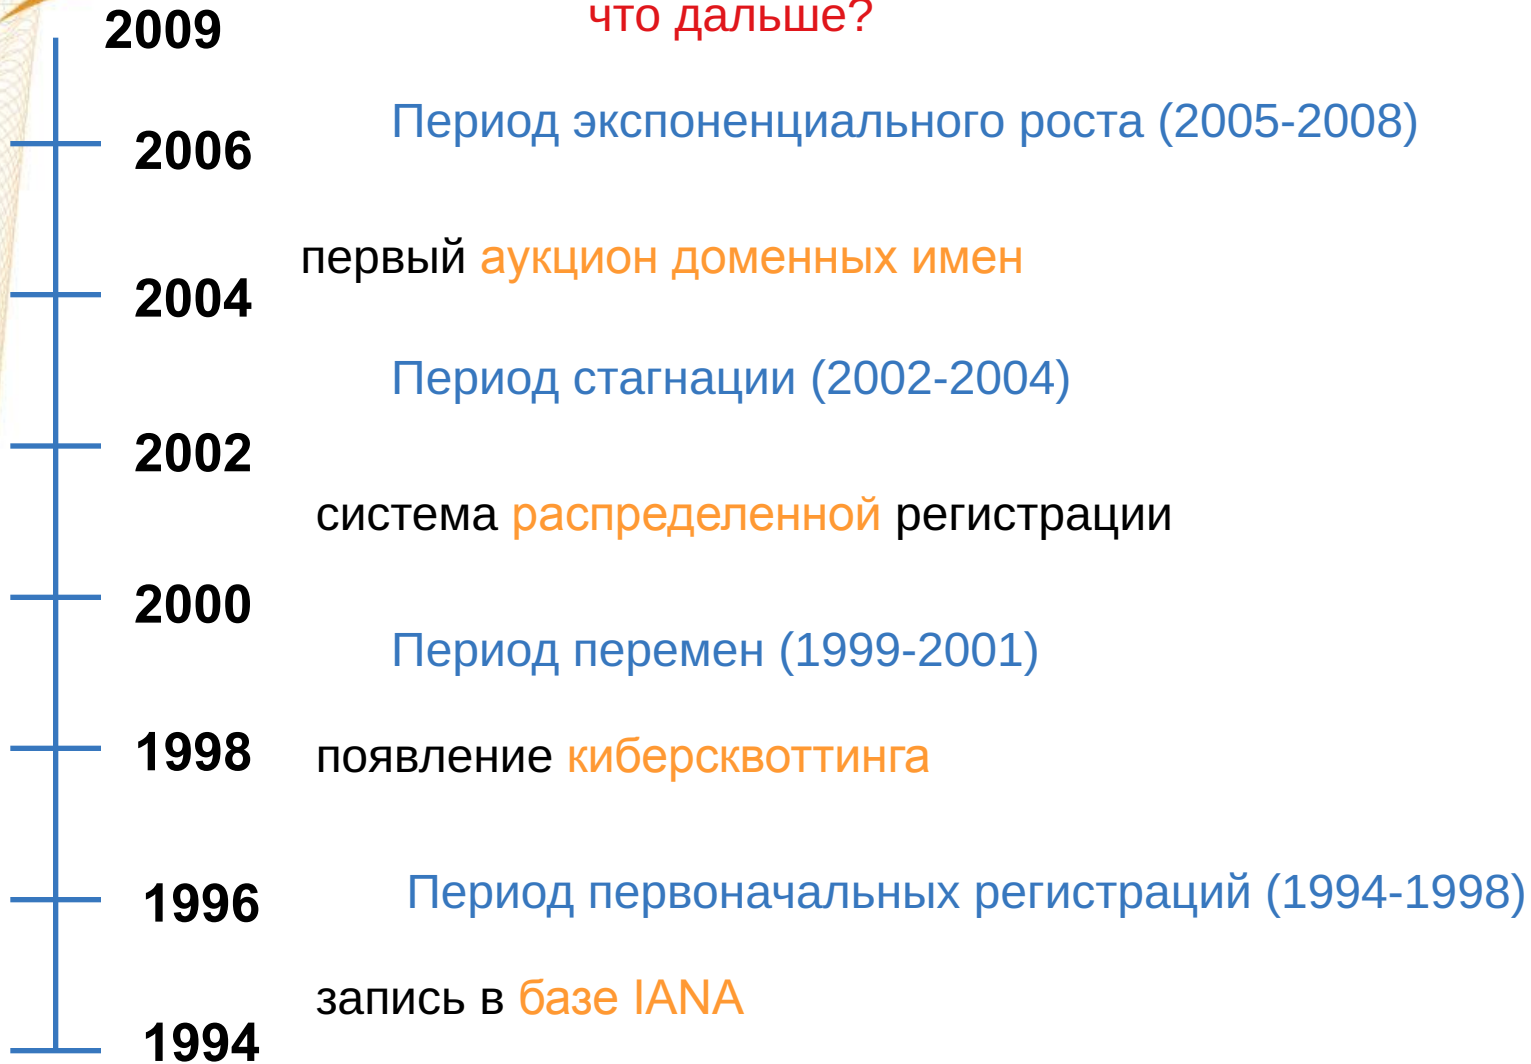 что дальше?
2009
Период экспоненциального роста (2005-2008)
2006
первый аукцион доменных имен
2004
Период стагнации (2002-2004)
2002
система распределенной регистрации
2000
Период перемен (1999-2001)
1998
появление киберсквоттинга
Период первоначальных регистраций (1994-1998)
1996
запись в базе IANA
1994